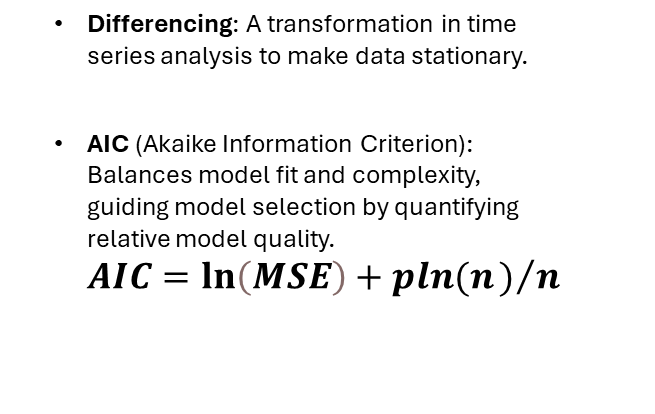 • Differencing: A transformation in time
series analysis to make data stationary.
• AIC (Akaike Information Criterion):
Balances model fit and complexity,
guiding model selection by quantifying
relative model quality.
AIC = ln(MSE) + pln(n)/n